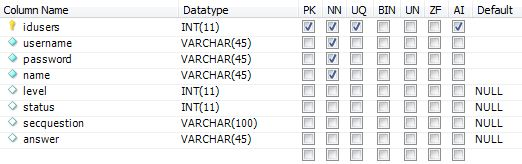 Column Name Datatype PK NN UQ BIN UN ZF AI Default
idusers INT(11)
username VARCHAR(45)
password VARCHAR(45)
name VARCHAR(45)
level INT(11) NULL
status INT(11) NULL
secquestion VARCHAR(100) NULL
answer VARCHAR(45) NULL